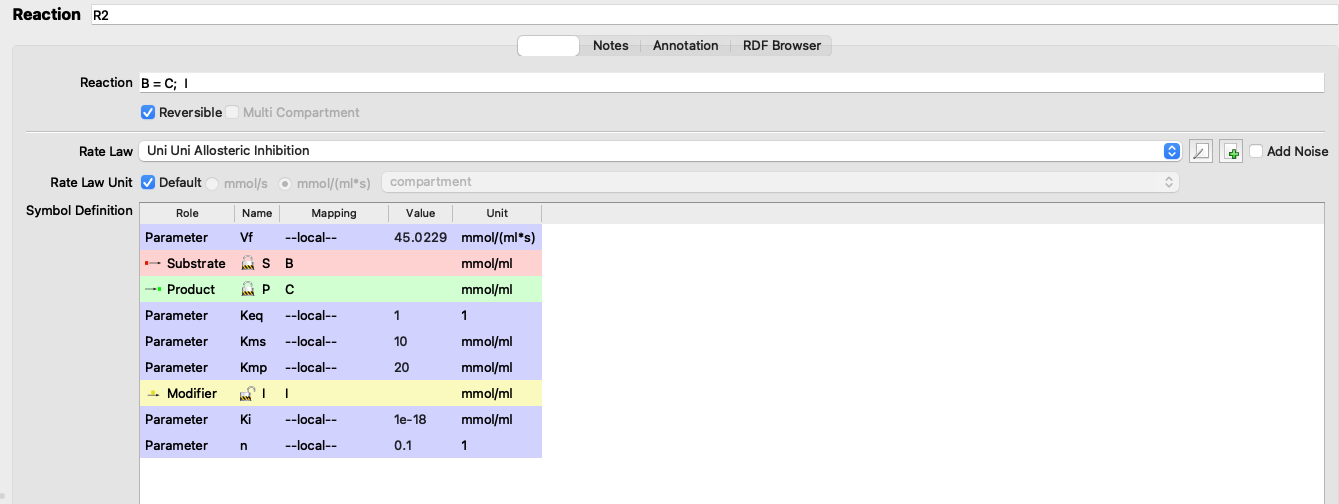 Reaction R2
Notes Annotation RDF Browser
Reaction B = C; I
Reversible Multi Compartment
Rate Law Uni Uni Allosteric Inhibition Add Noise
Rate Law Unit Default mmol/s mmol/(ml*s) compartment
Symbol Definition Role Name Mapping Value Unit
Parameter Vf --local-- 45.0229 mmol/(ml*s)
Substrate S B mmol/ml
Product P C mmol/ml
Parameter Keq --local-- 1 1
Parameter Kms --local-- 10 mmol/ml
Parameter Kmp --local-- 20 mmol/ml
Modifier I I mmol/ml
Parameter Ki --local-- 1e-18 mmol/ml
Parameter n --local-- 0.1 1